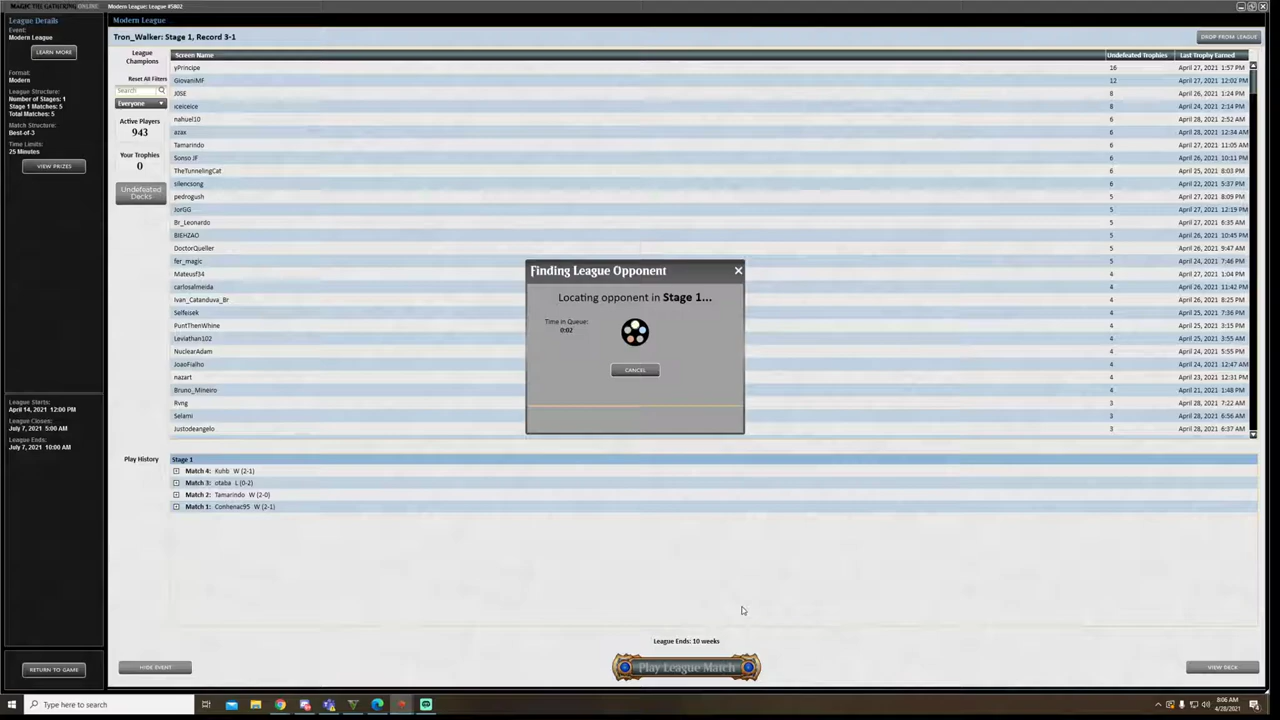 MAGIC THE GATHERING ONLINE Modern League: League #5802
League Details
Event:
Modern League
LEARN MORE
Format:
Modern
League Structure:
Number of Stages: 1
Stage 1 Matches: 5
Total Matches: 5
Match Structure:
Best-of-3
Time Limits:
25 Minutes
VIEW PRIZES
League Starts:
April 14, 2021 12:00 PM
League Closes:
July 7, 2021 5:00 AM
League Ends:
July 7, 2021 10:00 AM
RETURN TO GAME
Modern League
Tron_Walker: Stage 1, Record 3-1
DROP FROM LEAGUE
League
Champions
Reset All Filters
Search
Everyone
Active Players
943
Your Trophies
0
Undefeated
Decks
Screen Name Undefeated Trophies Last Trophy Earned
yPrincipe 16 April 27, 2021 1:57 PM
GiovaniMF 12 April 27, 2021 12:02 PM
J0SE 8 April 26, 2021 1:24 PM
iceiceice 8 April 24, 2021 2:14 PM
nahuel10 6 April 28, 2021 2:52 AM
azax 6 April 28, 2021 12:34 AM
Tamarindo 6 April 27, 2021 11:05 AM
Sonso JF 6 April 26, 2021 10:11 PM
TheTunnelingCat 6 April 25, 2021 8:03 PM
silencsong 6 April 22, 2021 5:37 PM
pedrogush 5 April 27, 2021 8:09 PM
JorGG 5 April 27, 2021 12:19 PM
Br_Leonardo 5 April 27, 2021 6:35 AM
BIEHZAO 5 April 26, 2021 10:45 PM
DoctorQueller 5 April 26, 2021 9:47 AM
fer_magic 5 April 24, 2021 7:46 PM
Mateusf34 4 April 27, 2021 1:04 PM
carlosalmeida 4 April 26, 2021 11:42 PM
Ivan_Catanduva_Br 4 April 26, 2021 8:25 PM
Selfeisek 4 April 25, 2021 7:36 PM
PuntThenWhine 4 April 25, 2021 3:15 PM
Leviathan102 4 April 25, 2021 3:55 AM
NuclearAdam 4 April 24, 2021 5:55 PM
JoaoFialho 4 April 24, 2021 12:47 AM
nazart 4 April 23, 2021 12:31 PM
Bruno_Mineiro 4 April 21, 2021 1:48 PM
Rvng 3 April 28, 2021 7:22 AM
Selami 3 April 28, 2021 6:56 AM
Justodeangelo 3 April 28, 2021 6:37 AM
Finding League Opponent
Locating opponent in Stage 1...
Time in Queue:
0:02
CANCEL
Play History
Stage 1
Match 4: Kuhb W (2-1)
Match 3: otaba L (0-2)
Match 2: Tamarindo W (2-0)
Match 1: Conhenac95 W (2-1)
League Ends: 10 weeks
HIDE EVENT
Play League Match
VIEW DECK
Type here to search
8:06 AM
4/28/2021